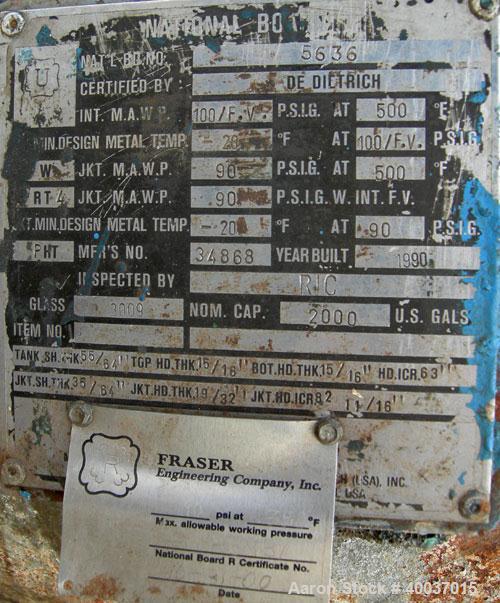 NATIONAL BOARD
U NAT'L BD. NO. 5636
CERTIFIED BY DE DIETRICH
INT. M.A.W.P. 100/F.V. P.S.I.G. AT 500 °F
MIN. DESIGN METAL TEMP. -20 °F AT 100/F.V. P.S.I.G.
W JKT. M.A.W.P. 90 P.S.I.G. AT 500 °F
RT 4 JKT. M.A.W.P. 90 P.S.I.G. W. INT. F.V.
JKT. MIN. DESIGN METAL TEMP. -20 °F AT 90 P.S.I.G.
PHT MFR'S NO. 34868 YEAR BUILT 1990
INSPECTED BY RIC
GLASS 3009 NOM. CAP. 2000 U.S. GALS
ITEM NO.
TANK SH.THK 55/64" TOP HD.THK 15/16" BOT.HD.THK 15/16" HD.ICR. 63"
JKT.SH.THK 35/64" JKT.HD.THK 19/32" JKT.HD.ICR 82 11/16"
(USA), INC.
USA
R
FRASER
Engineering Company, Inc.
psi at °F
Max. allowable working pressure
National Board R Certificate No.
Date
Aaron Stock # 40037015